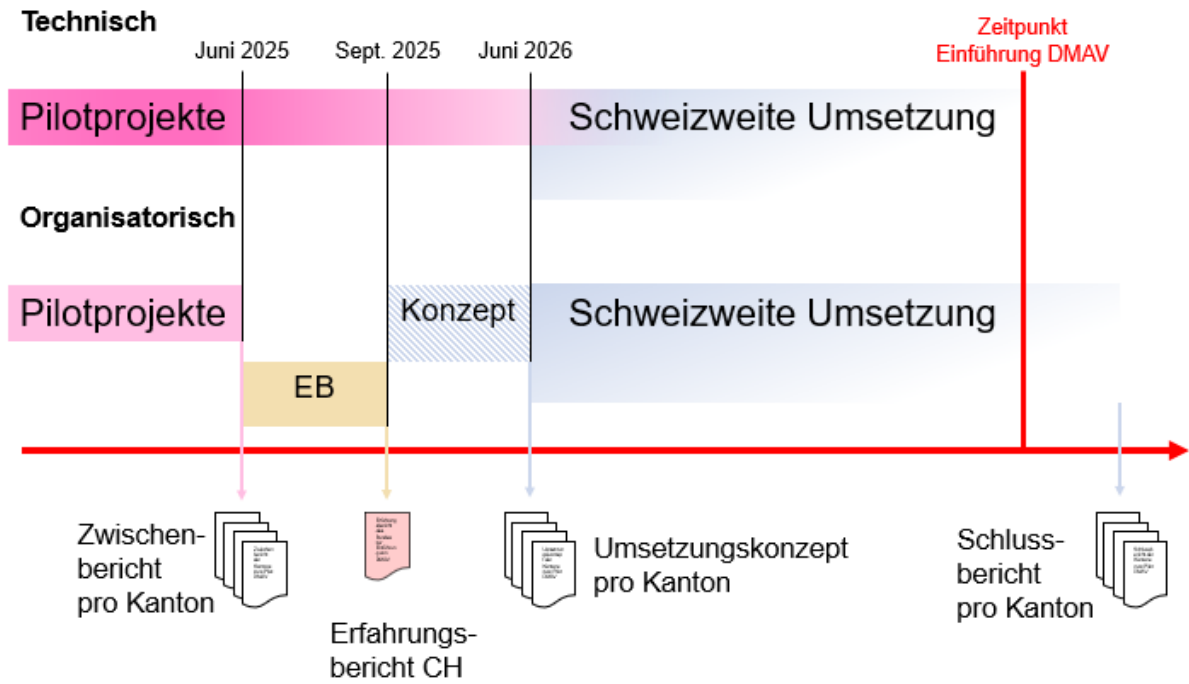 Technisch
Juni 2025
Sept. 2025
Juni 2026
Zeitpunkt
Einführung DMAV
Pilotprojekte
Schweizweite Umsetzung
Organisatorisch
Pilotprojekte
Konzept
Schweizweite Umsetzung
EB
Zwischen-
bericht
pro Kanton
Erfahrungs-
bericht CH
Umsetzungskonzept
pro Kanton
Schluss-
bericht
pro Kanton